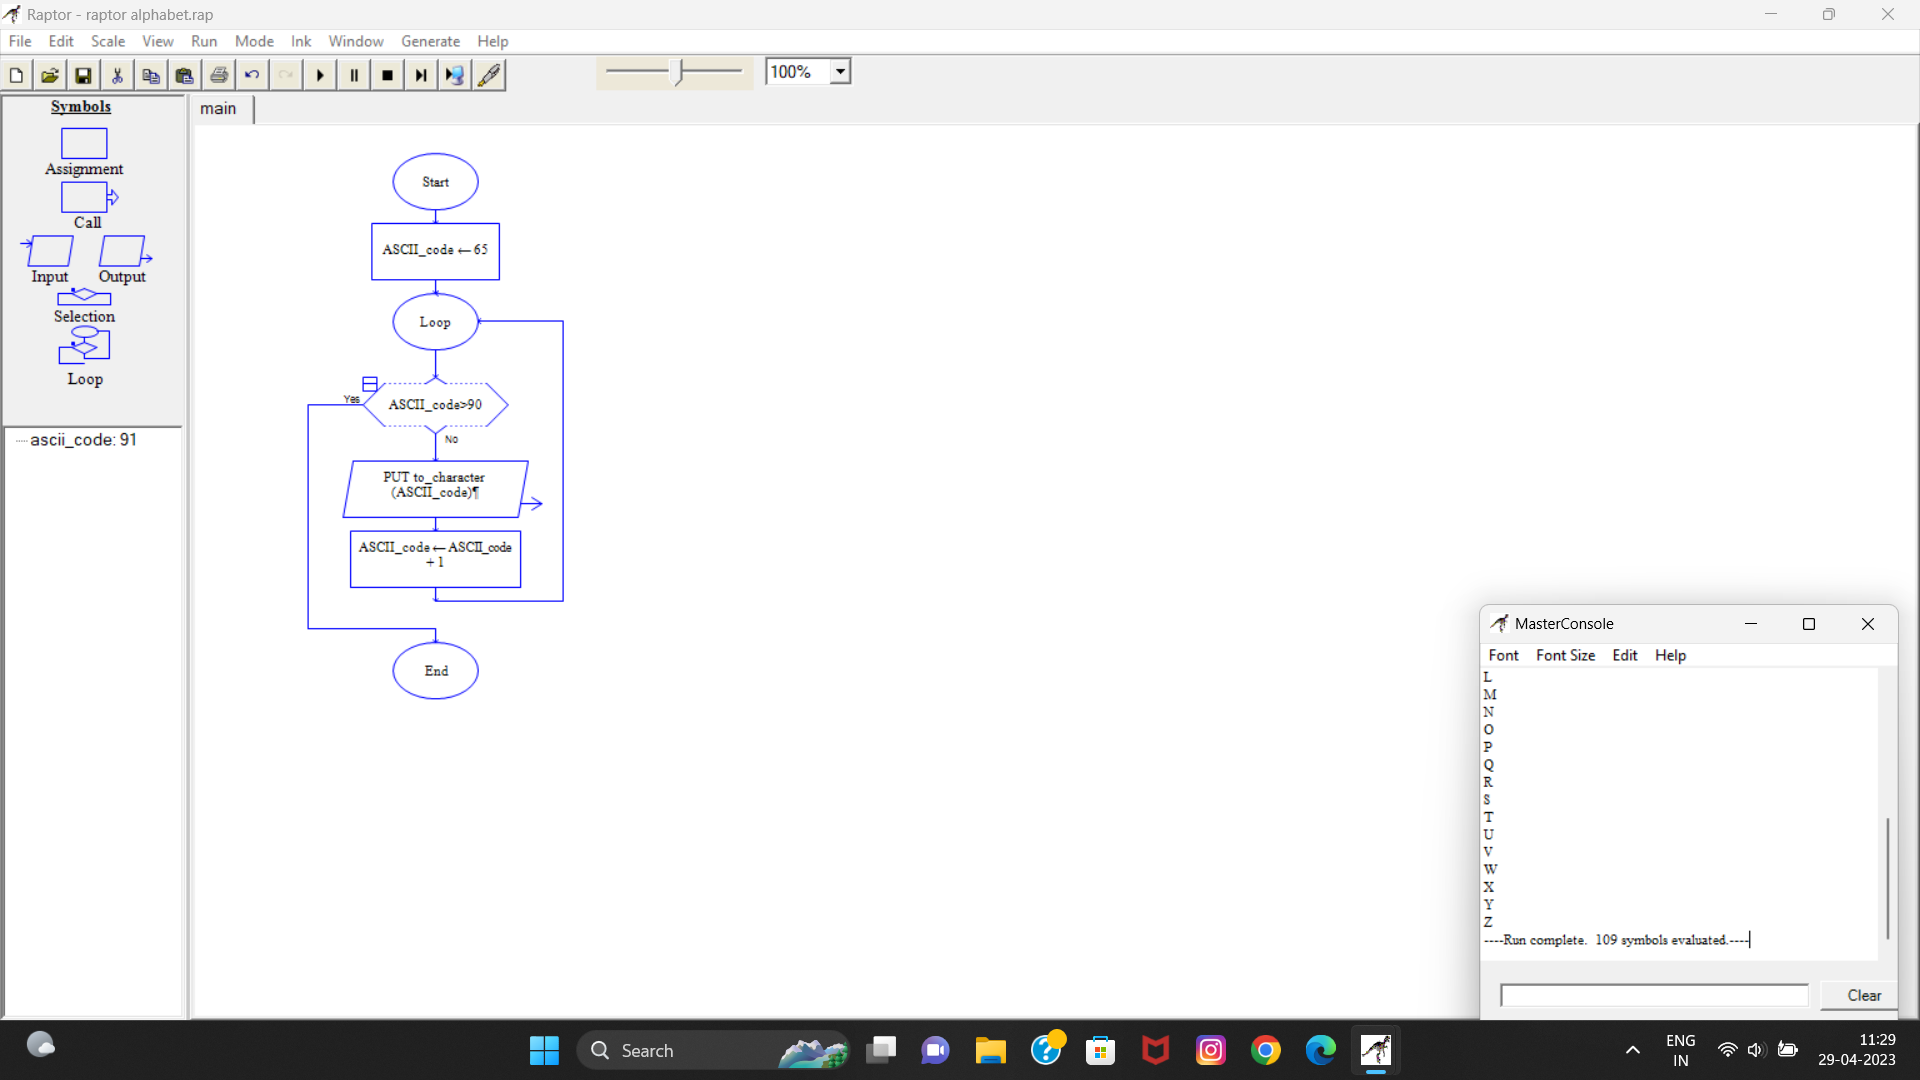 Raptor - raptor alphabet.rap
File Edit Scale View Run Mode Ink Window Generate Help
100%
Symbols
Assignment
Call
Input Output
Selection
Loop
ascii_code: 91
main
Start
ASCII_code ← 65
Loop
Yes
ASCII_code>90
No
PUT to_character
(ASCII_code)¶
ASCII_code ← ASCII_code
+ 1
End
MasterConsole
Font Font Size Edit Help
L
M
N
O
P
Q
R
S
T
U
V
W
X
Y
Z
----Run complete.  109 symbols evaluated.----
Clear
Search
ENG
IN
11:29
29-04-2023